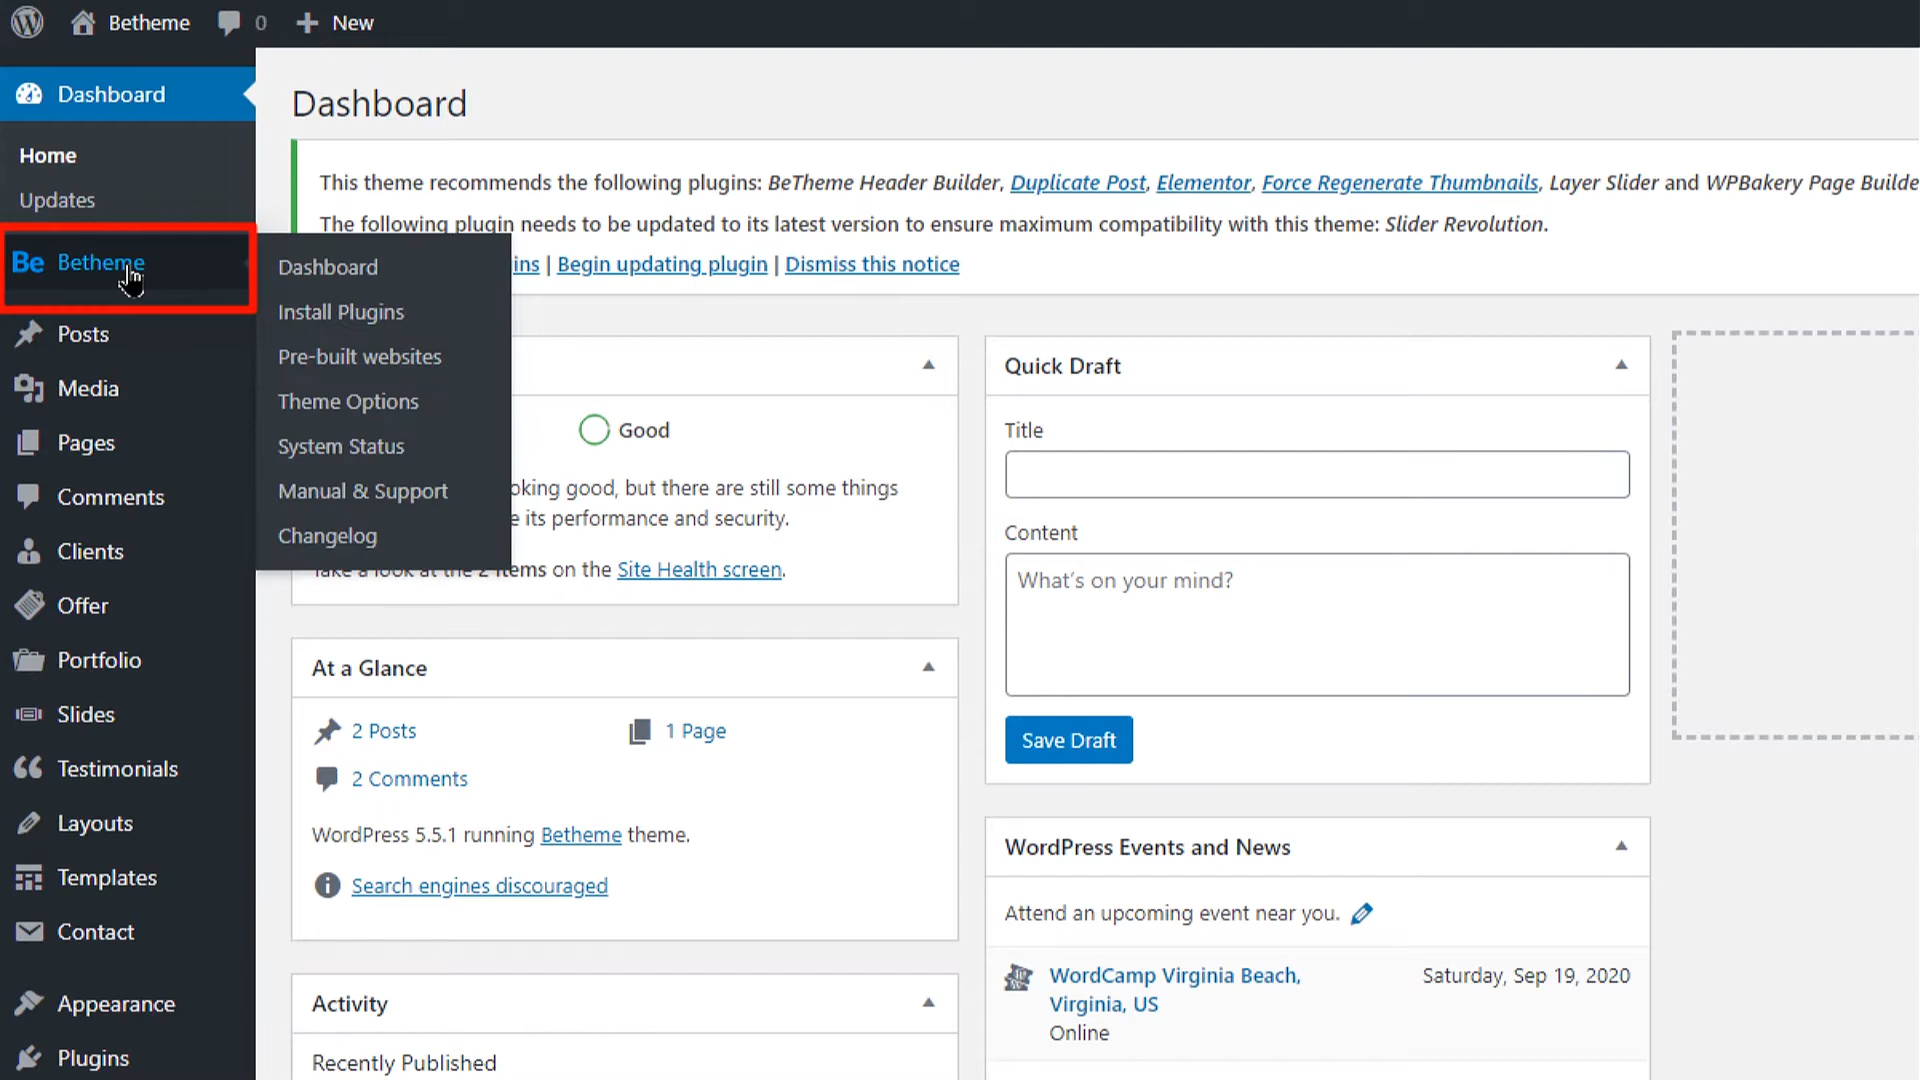 Betheme 0 New
Dashboard
Home
Updates
Be Betheme
Posts
Media
Pages
Comments
Clients
Offer
Portfolio
Slides
Testimonials
Layouts
Templates
Contact
Appearance
Plugins
Dashboard
Install Plugins
Pre-built websites
Theme Options
System Status
Manual & Support
Changelog
Dashboard
This theme recommends the following plugins: BeTheme Header Builder, Duplicate Post, Elementor, Force Regenerate Thumbnails, Layer Slider and WPBakery Page Builde
The following plugin needs to be updated to its latest version to ensure maximum compatibility with this theme: Slider Revolution.
ins | Begin updating plugin | Dismiss this notice
Good
oking good, but there are still some things
e its performance and security.
Take a look at the 2 items on the Site Health screen.
At a Glance
2 Posts
1 Page
2 Comments
WordPress 5.5.1 running Betheme theme.
Search engines discouraged
Activity
Recently Published
Quick Draft
Title
Content
What's on your mind?
Save Draft
WordPress Events and News
Attend an upcoming event near you.
WordCamp Virginia Beach, Saturday, Sep 19, 2020
Virginia, US
Online